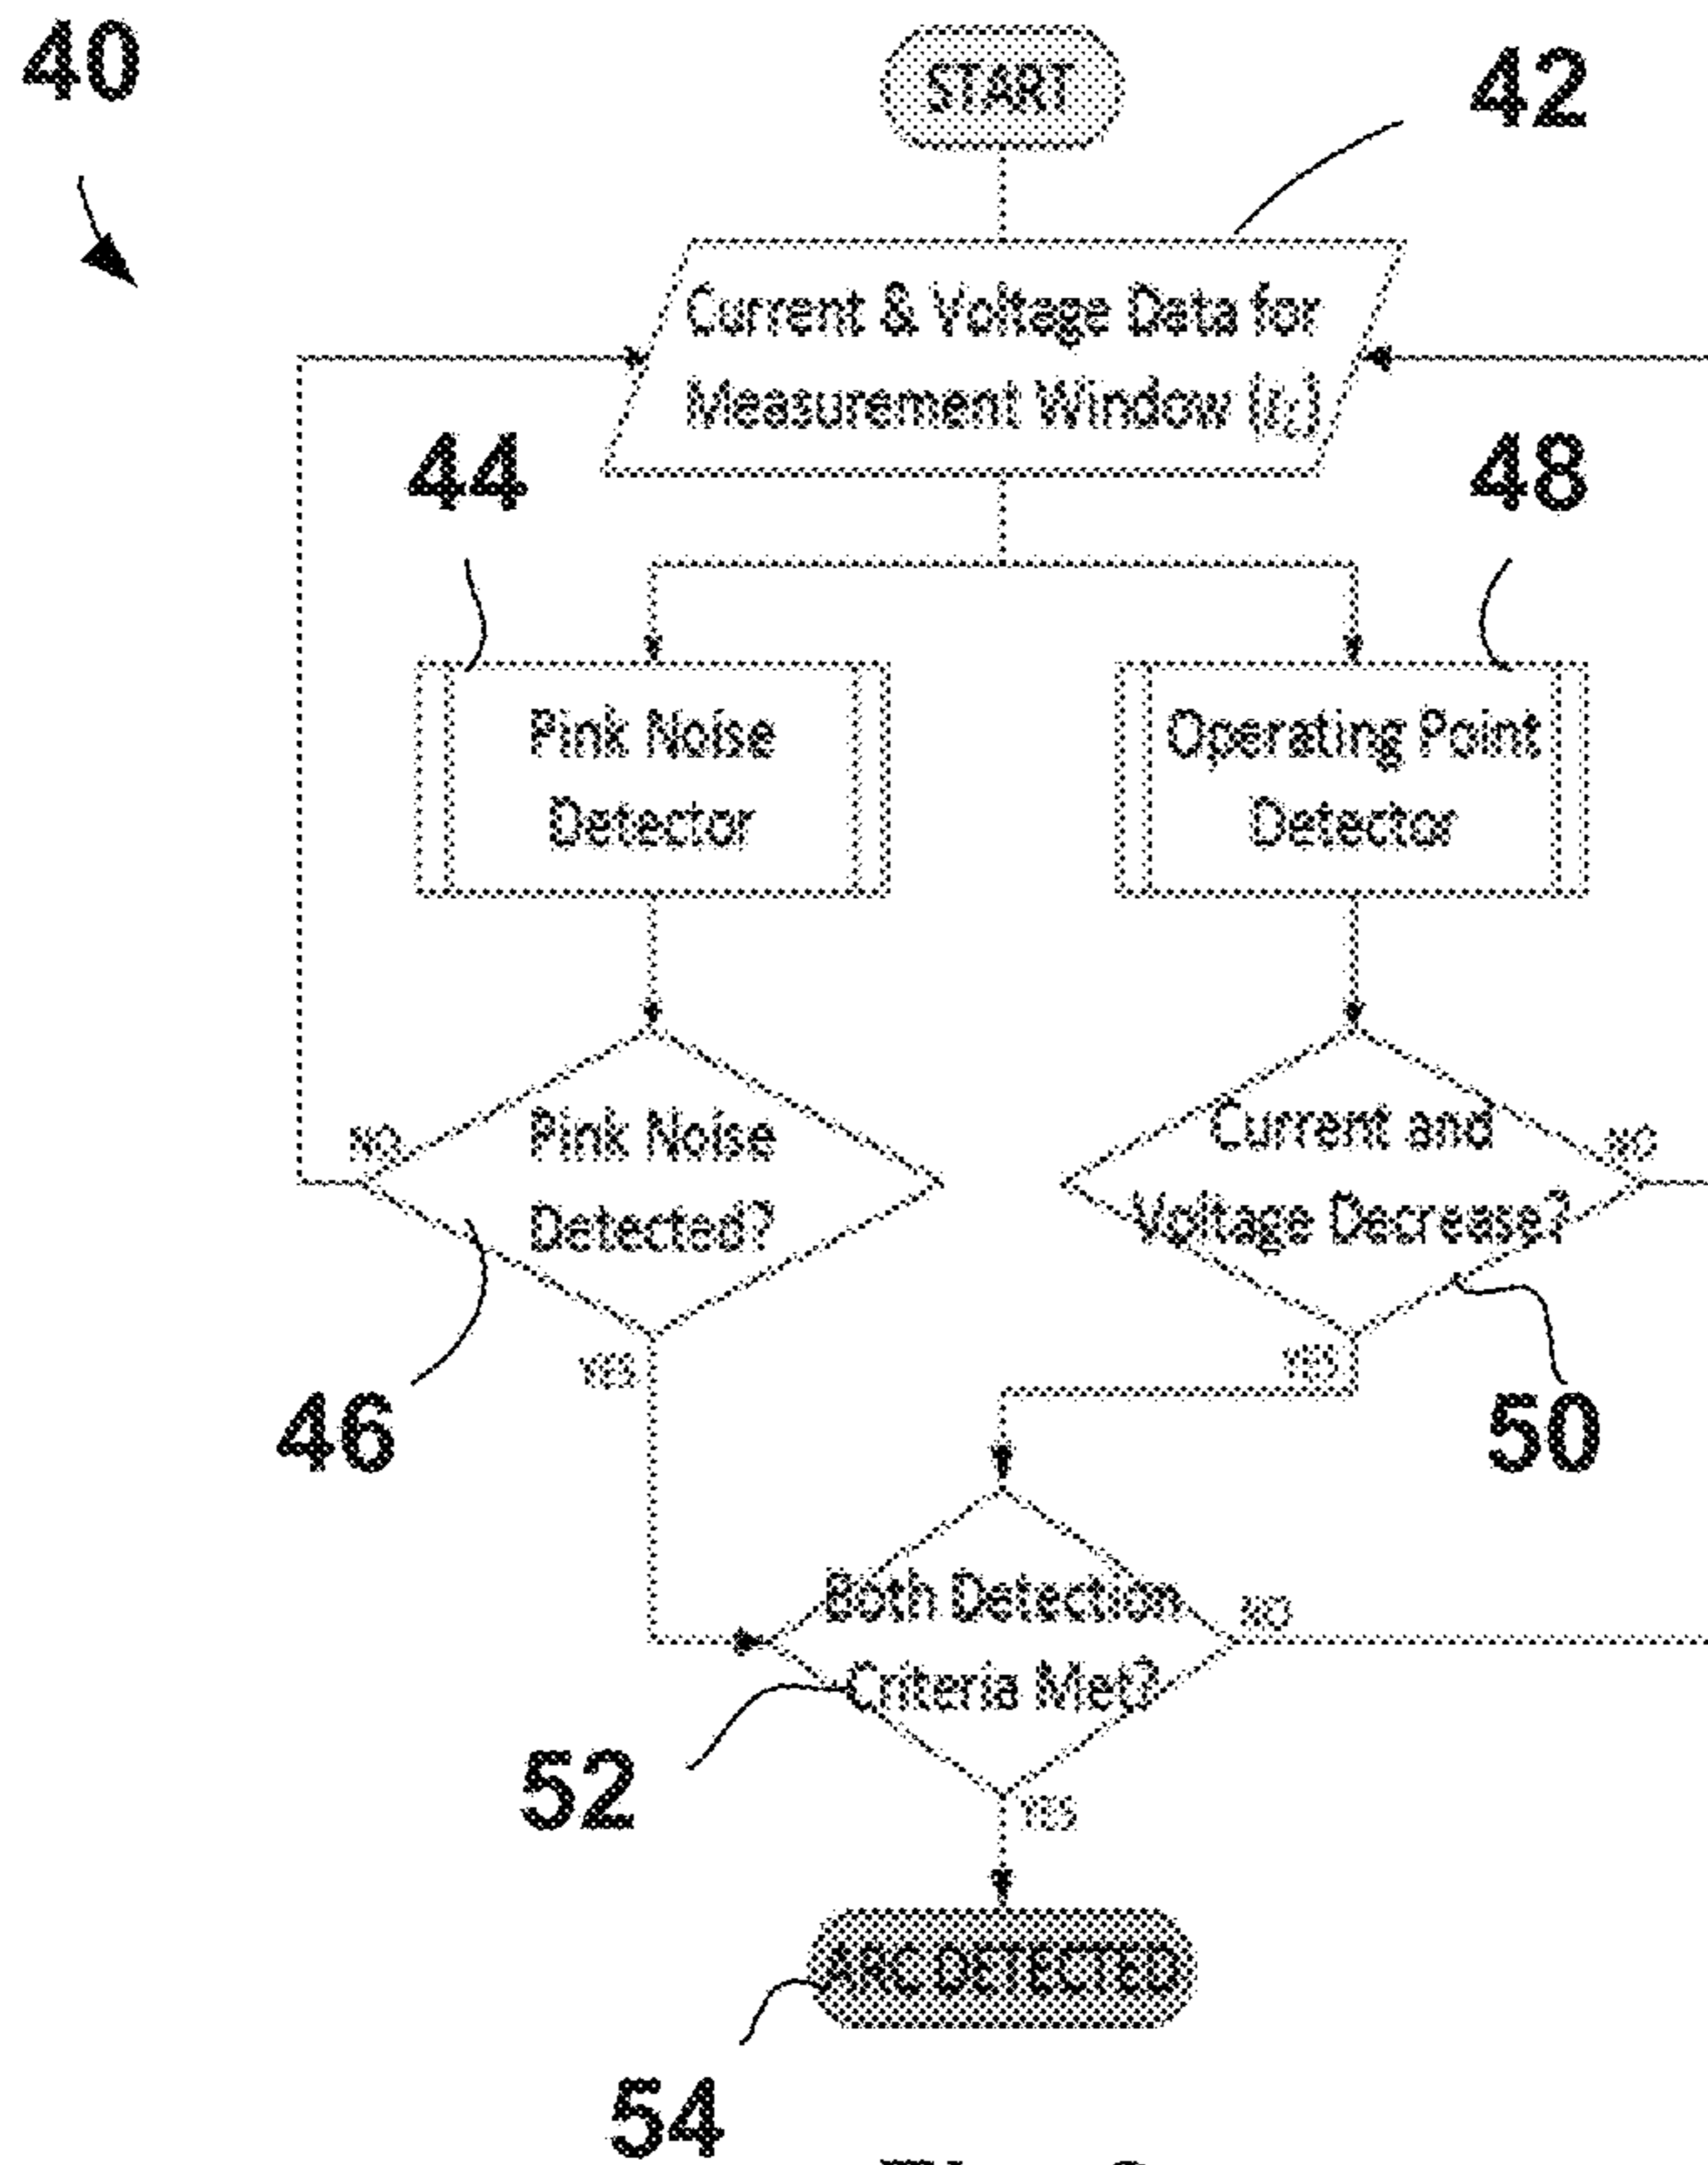 40
START
42
Current & Voltage Data for
Measurement Window
44
48
Pink Noise
Detector
Operating Point
Detector
NO
Pink Noise
Detected?
Current and
Voltage Decrease?
NO
YES
YES
46
50
Both Detection
Criteria Met?
NO
52
YES
ARC DETECTED
54